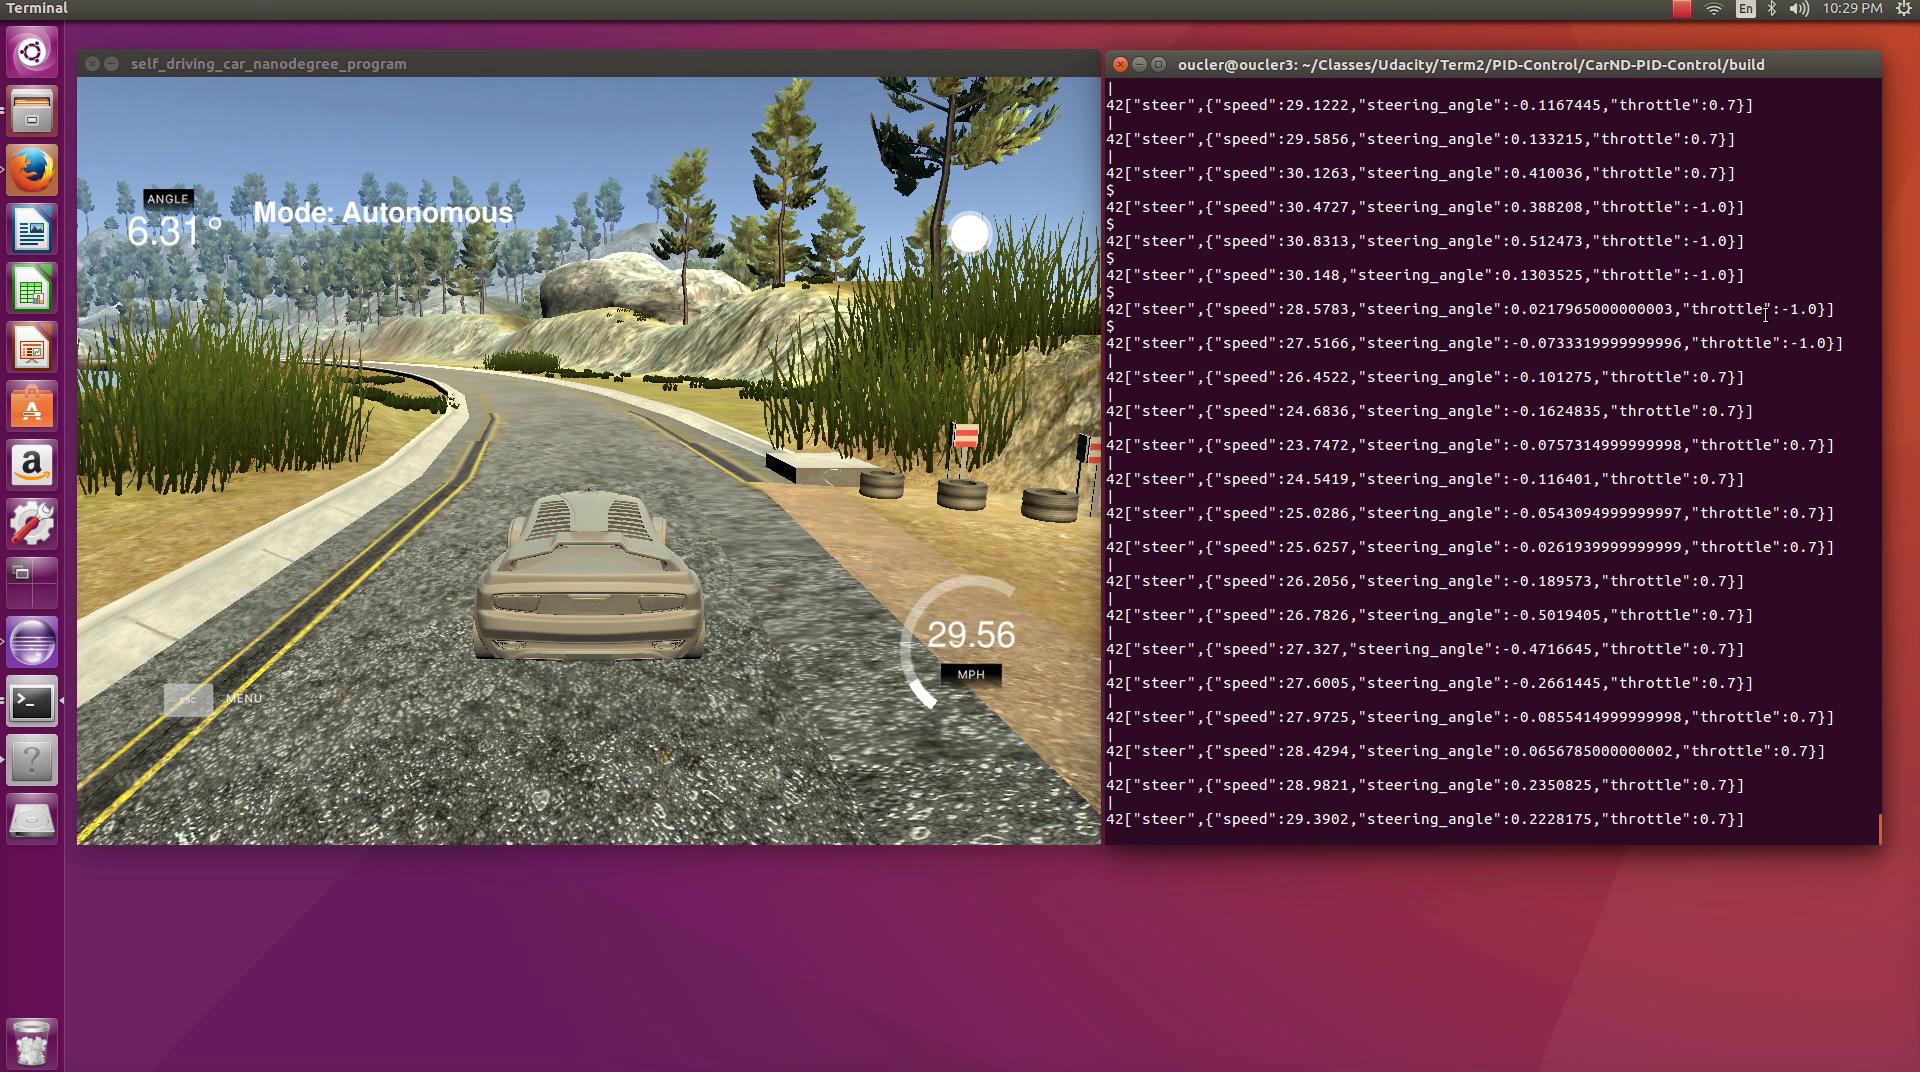 Terminal
En
10:29 PM
self_driving_car_nanodegree_program
ANGLE
6.31°
Mode: Autonomous
29.56
MPH
ESC
MENU
a
?
oucler@oucler3: ~/Classes/Udacity/Term2/PID-Control/CarND-PID-Control/build
|
42["steer",{"speed":29.1222,"steering_angle":-0.1167445,"throttle":0.7}]
|
42["steer",{"speed":29.5856,"steering_angle":0.133215,"throttle":0.7}]
|
42["steer",{"speed":30.1263,"steering_angle":0.410036,"throttle":0.7}]
$
42["steer",{"speed":30.4727,"steering_angle":0.388208,"throttle":-1.0}]
$
42["steer",{"speed":30.8313,"steering_angle":0.512473,"throttle":-1.0}]
$
42["steer",{"speed":30.148,"steering_angle":0.1303525,"throttle":-1.0}]
$
42["steer",{"speed":28.5783,"steering_angle":0.0217965000000003,"throttle":-1.0}]
$
42["steer",{"speed":27.5166,"steering_angle":-0.0733319999999996,"throttle":-1.0}]
|
42["steer",{"speed":26.4522,"steering_angle":-0.101275,"throttle":0.7}]
|
42["steer",{"speed":24.6836,"steering_angle":-0.1624835,"throttle":0.7}]
|
42["steer",{"speed":23.7472,"steering_angle":-0.0757314999999998,"throttle":0.7}]
|
42["steer",{"speed":24.5419,"steering_angle":-0.116401,"throttle":0.7}]
|
42["steer",{"speed":25.0286,"steering_angle":-0.0543094999999997,"throttle":0.7}]
|
42["steer",{"speed":25.6257,"steering_angle":-0.0261939999999999,"throttle":0.7}]
|
42["steer",{"speed":26.2056,"steering_angle":-0.189573,"throttle":0.7}]
|
42["steer",{"speed":26.7826,"steering_angle":-0.5019405,"throttle":0.7}]
|
42["steer",{"speed":27.327,"steering_angle":-0.4716645,"throttle":0.7}]
|
42["steer",{"speed":27.6005,"steering_angle":-0.2661445,"throttle":0.7}]
|
42["steer",{"speed":27.9725,"steering_angle":-0.0855414999999998,"throttle":0.7}]
|
42["steer",{"speed":28.4294,"steering_angle":0.0656785000000002,"throttle":0.7}]
|
42["steer",{"speed":28.9821,"steering_angle":0.2350825,"throttle":0.7}]
|
42["steer",{"speed":29.3902,"steering_angle":0.2228175,"throttle":0.7}]